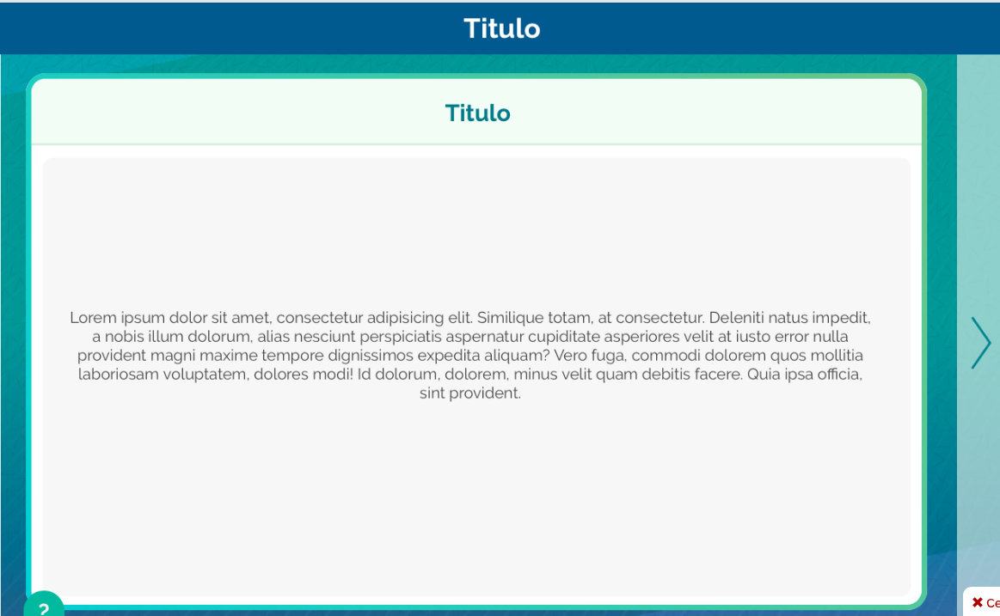 Titulo
Titulo
Lorem ipsum dolor sit amet, consectetur adipisicing elit. Similique totam, at consectetur. Deleniti natus impedit,
a nobis illum dolorum, alias nesciunt perspiciatis aspernatur cupiditate asperiores velit at iusto error nulla
provident magni maxime tempore dignissimos expedita aliquam? Vero fuga, commodi dolorem quos mollitia
laboriosam voluptatem, dolores modi! Id dolorum, dolorem, minus velit quam debitis facere. Quia ipsa officia,
sint provident.
?
✖ Ce